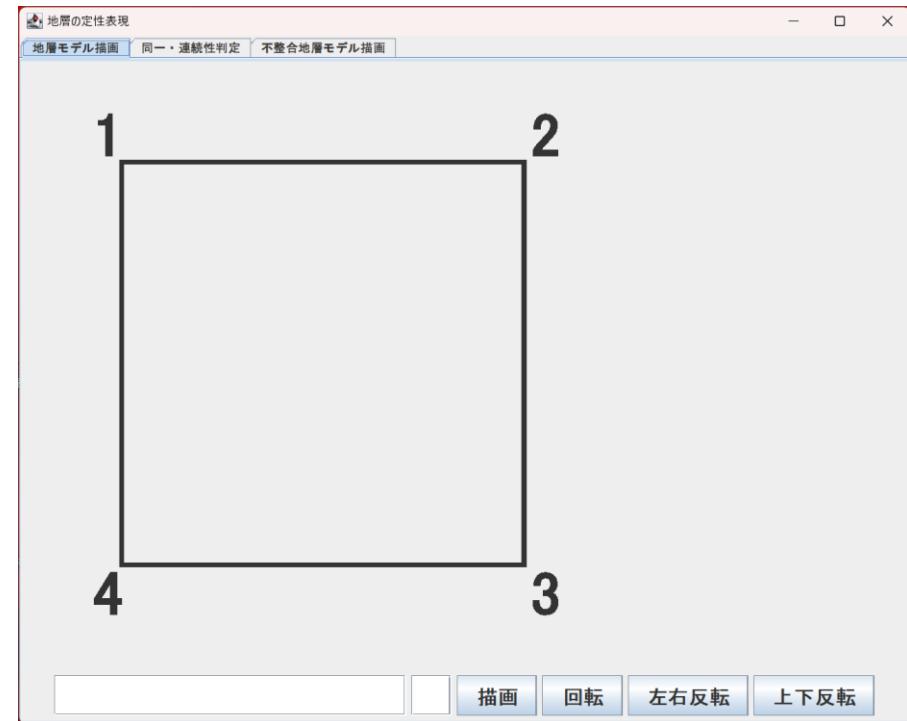 地層の定性表現
地層モデル描画 同一・連続性判定 不整合地層モデル描画
1 2
4 3
描画 回転 左右反転 上下反転